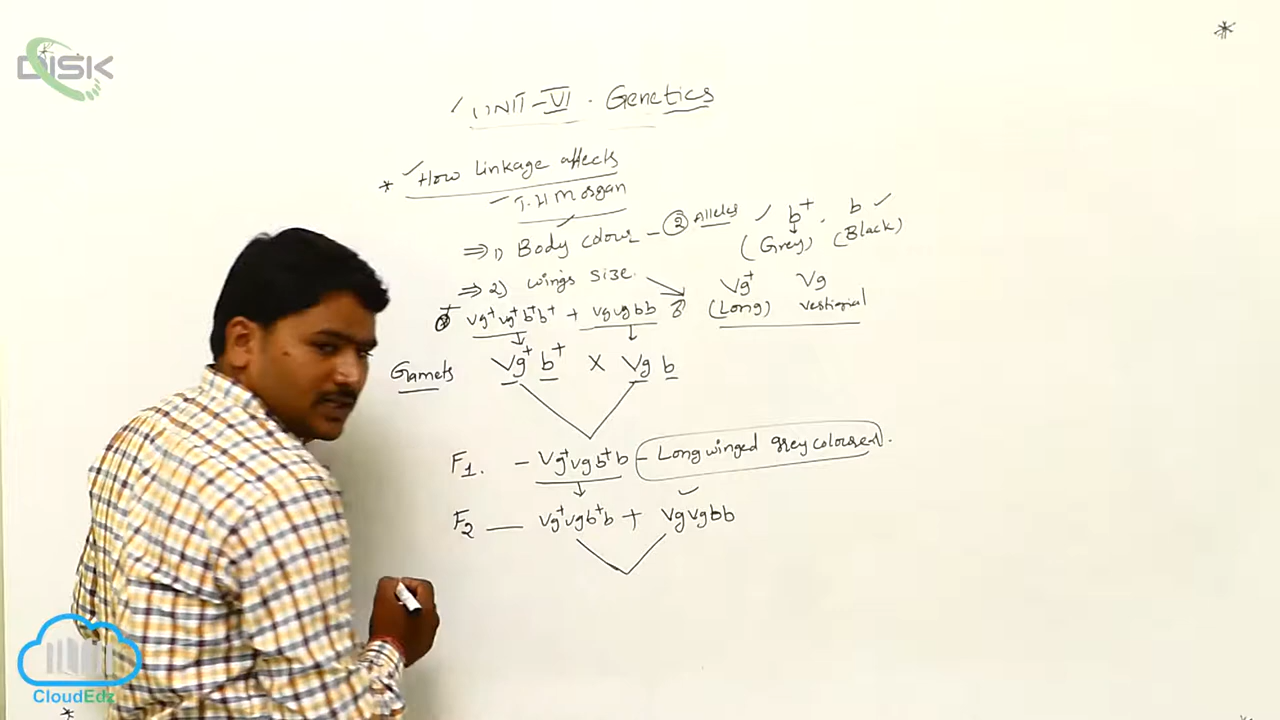 DISK
UNIT-VI. Genetics
* How linkage affects
T.H Morgan
⇒ 1) Body colour - 2 Alleles b⁺ . b
(Grey) (Black)
⇒ 2) wings size. Vg⁺ Vg
(Long) vestigial
vg⁺vg⁺b⁺b⁺ + vgvgbb
Gamets Vg⁺ b⁺ X Vg b
F1. - Vg⁺vgb⁺b - Long winged grey coloured.
F2 — Vg⁺vgb⁺b + Vgvgbb
CloudEdz